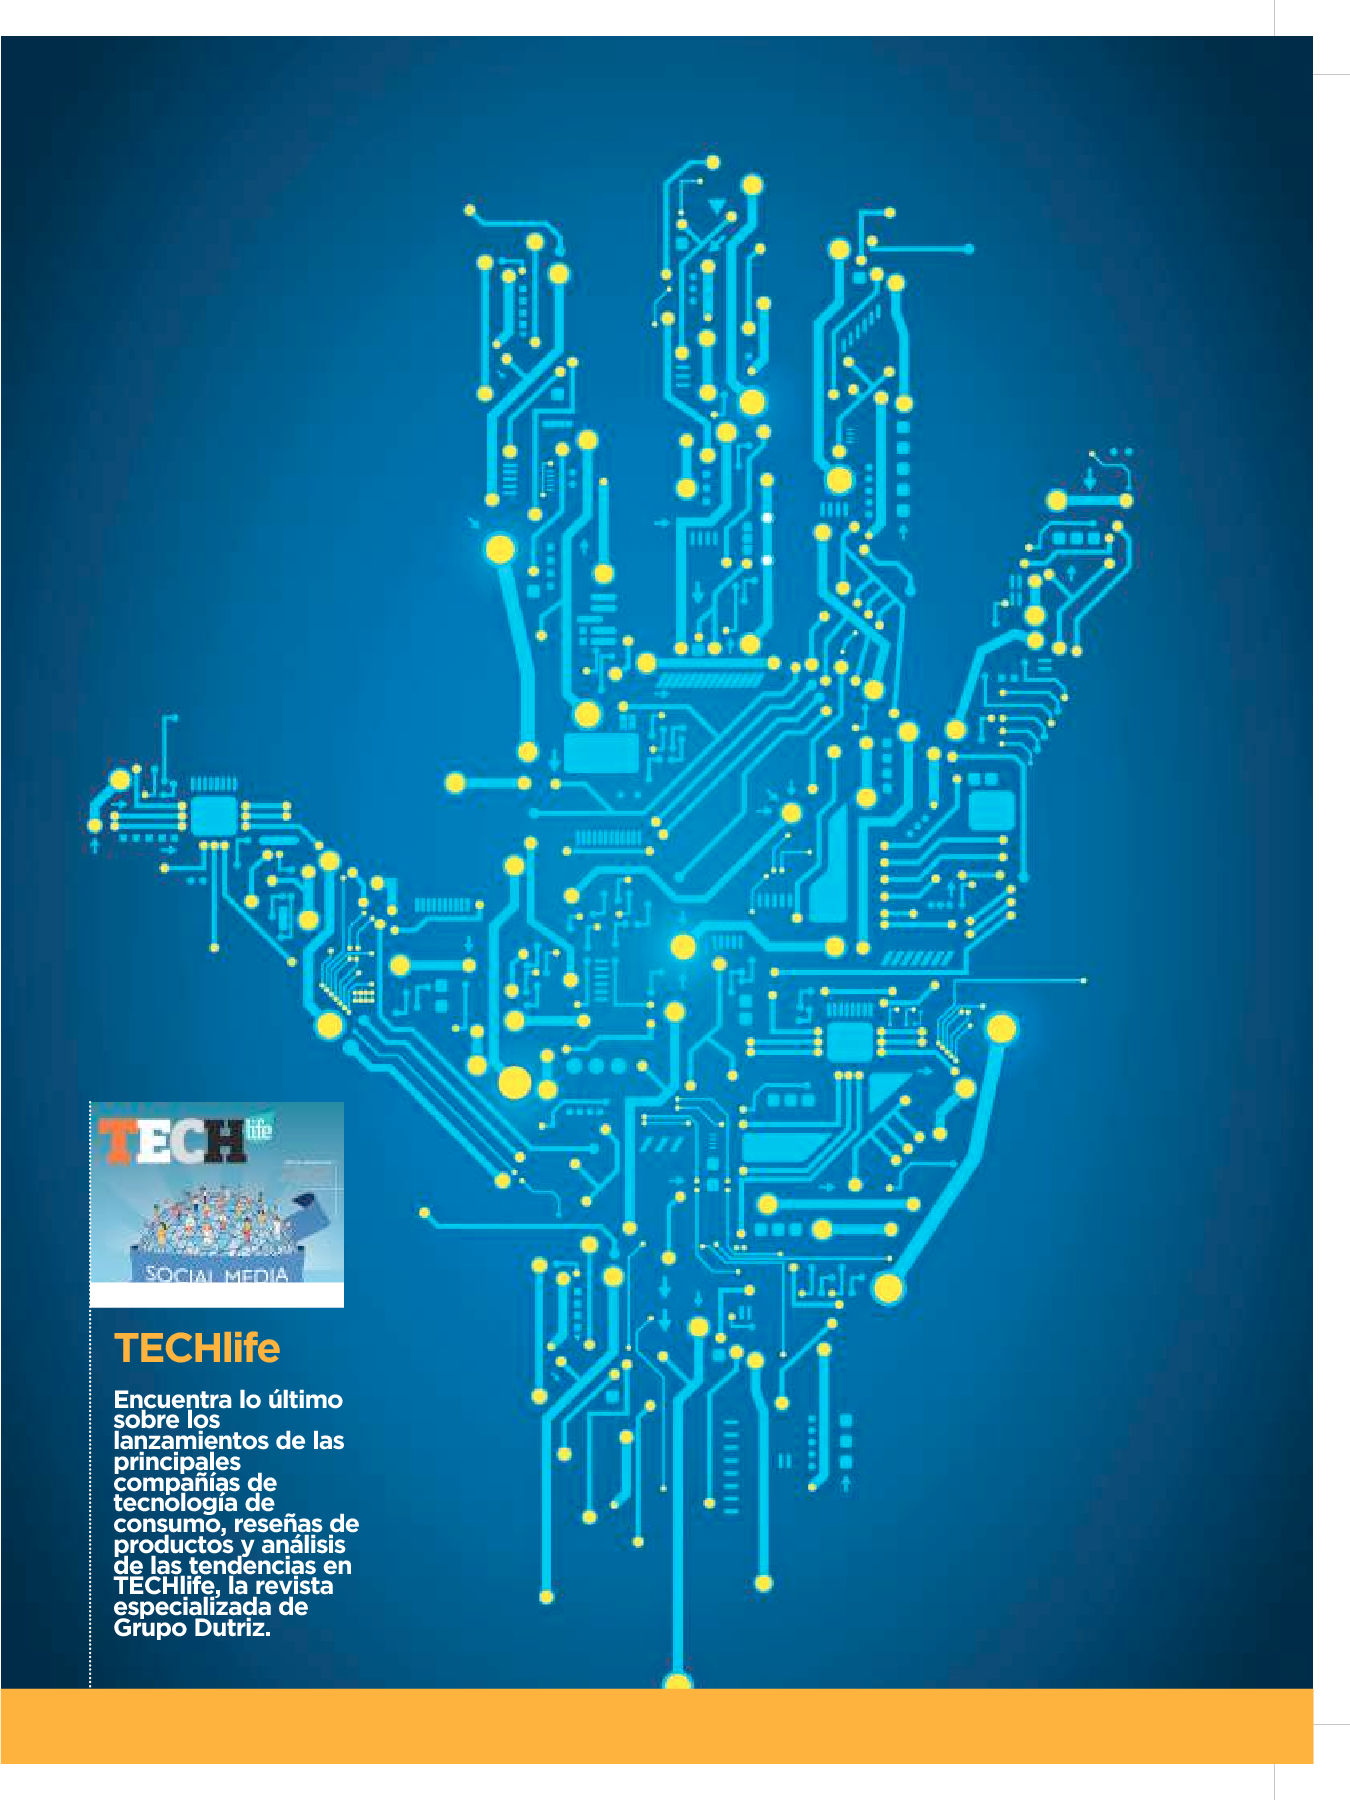 TECH life
SOCIAL MEDIA
TECHlife
Encuentra lo último
sobre los
lanzamientos de las
principales
compañías de
tecnología de
consumo, reseñas de
productos y análisis
de las tendencias en
TECHlife, la revista
especializada de
Grupo Dutriz.